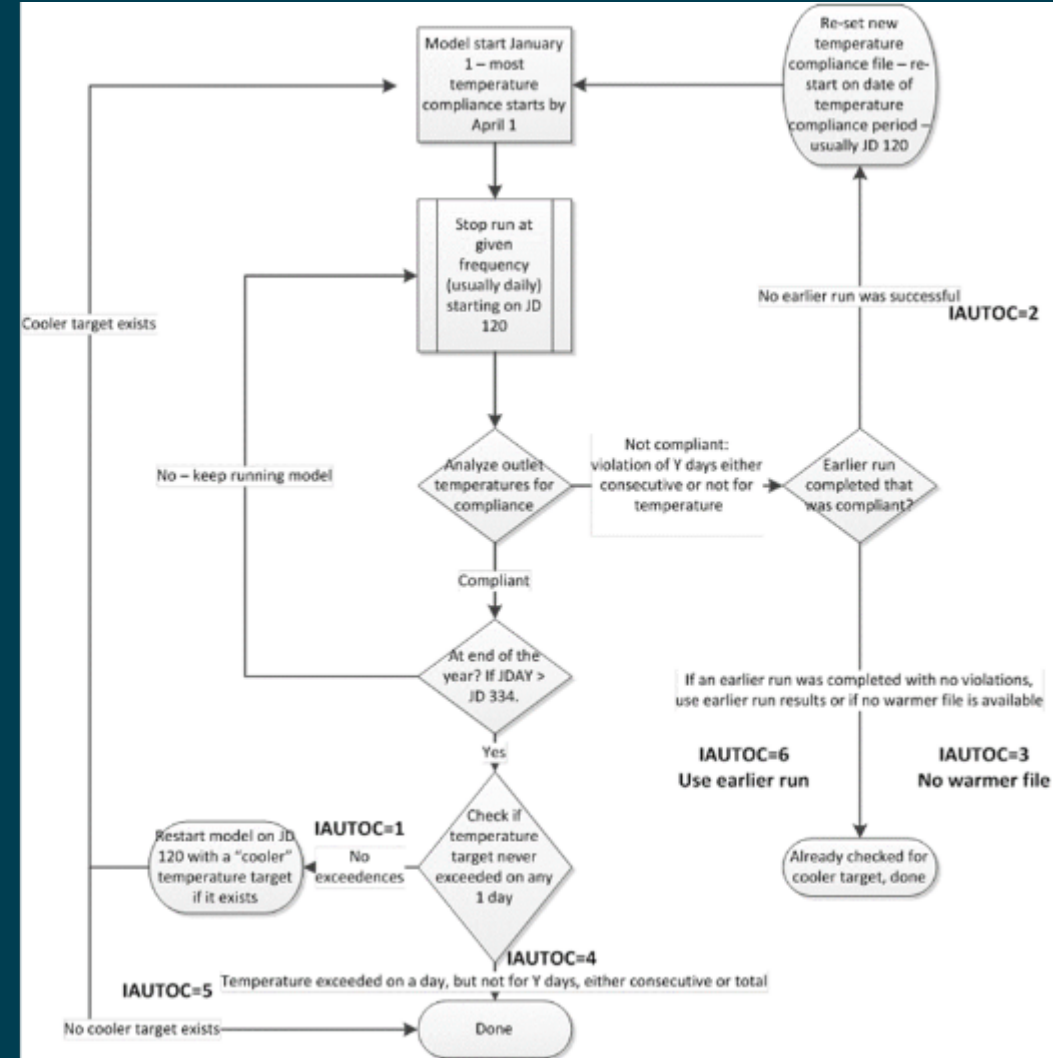 Model start January
1 – most
temperature
compliance starts by
April 1
Re-set new
temperature
compliance file – re-
start on date of
temperature
compliance period –
usually JD 120
Stop run at
given
frequency
(usually daily)
starting on JD
120
No earlier run was successful
IAUTOC=2
Cooler target exists
No – keep running model
Analyze outlet
temperatures for
compliance
Not compliant:
violation of Y days either
consecutive or not for
temperature
Earlier run
completed that
was compliant?
Compliant
At end of the
year? If JDAY >
JD 334.
If an earlier run was completed with no violations,
use earlier run results or if no warmer file is available
Yes
IAUTOC=6
Use earlier run
IAUTOC=3
No warmer file
Check if
temperature
target never
exceeded on any
1 day
IAUTOC=1
No
exceedences
Restart model on JD
120 with a "cooler"
temperature target
if it exists
Already checked for
cooler target, done
IAUTOC=4
Temperature exceeded on a day, but not for Y days, either consecutive or total
IAUTOC=5
No cooler target exists
Done